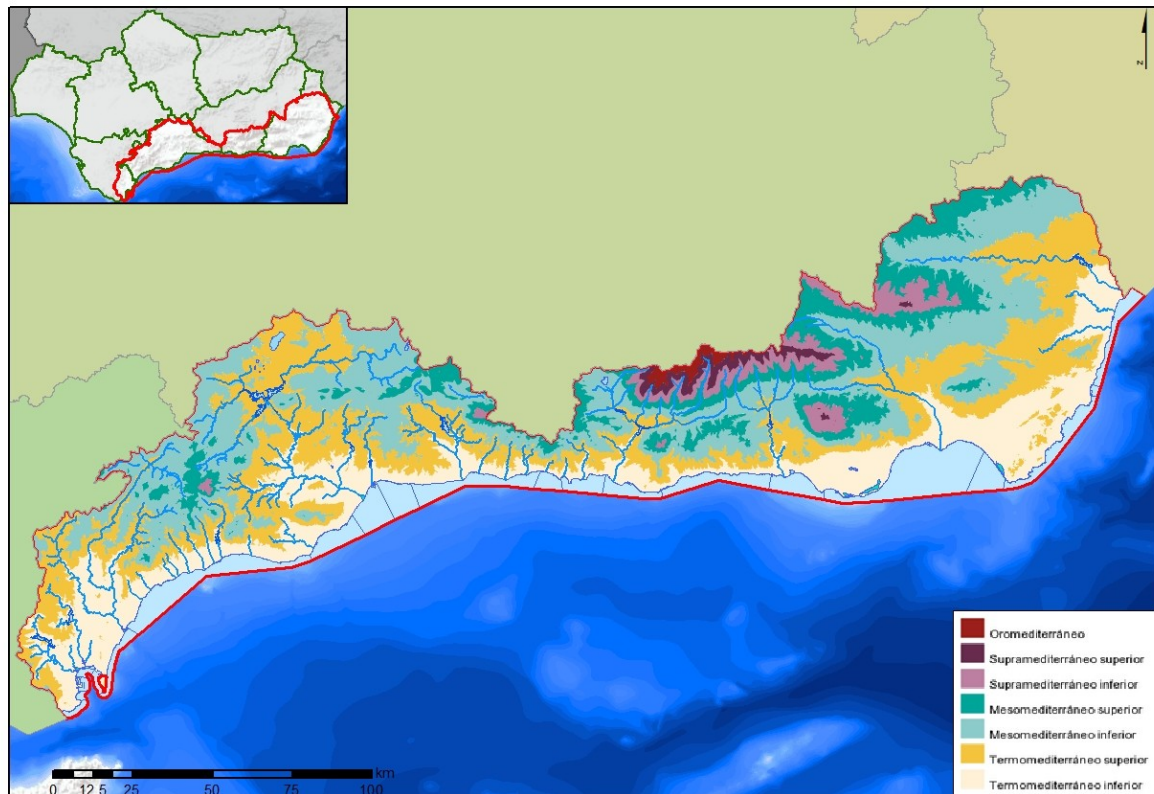 N
Oromediterráneo
Supramediterráneo superior
Supramediterráneo inferior
Mesomediterráneo superior
Mesomediterráneo inferior
Termomediterráneo superior
Termomediterráneo inferior
km
0 12,5 25 50 75 100